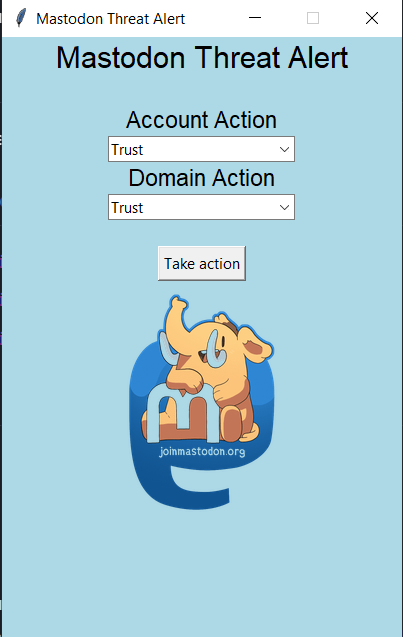 Mastodon Threat Alert
Mastodon Threat Alert
Account Action
Trust
Domain Action
Trust
Take action
joinmastodon.org